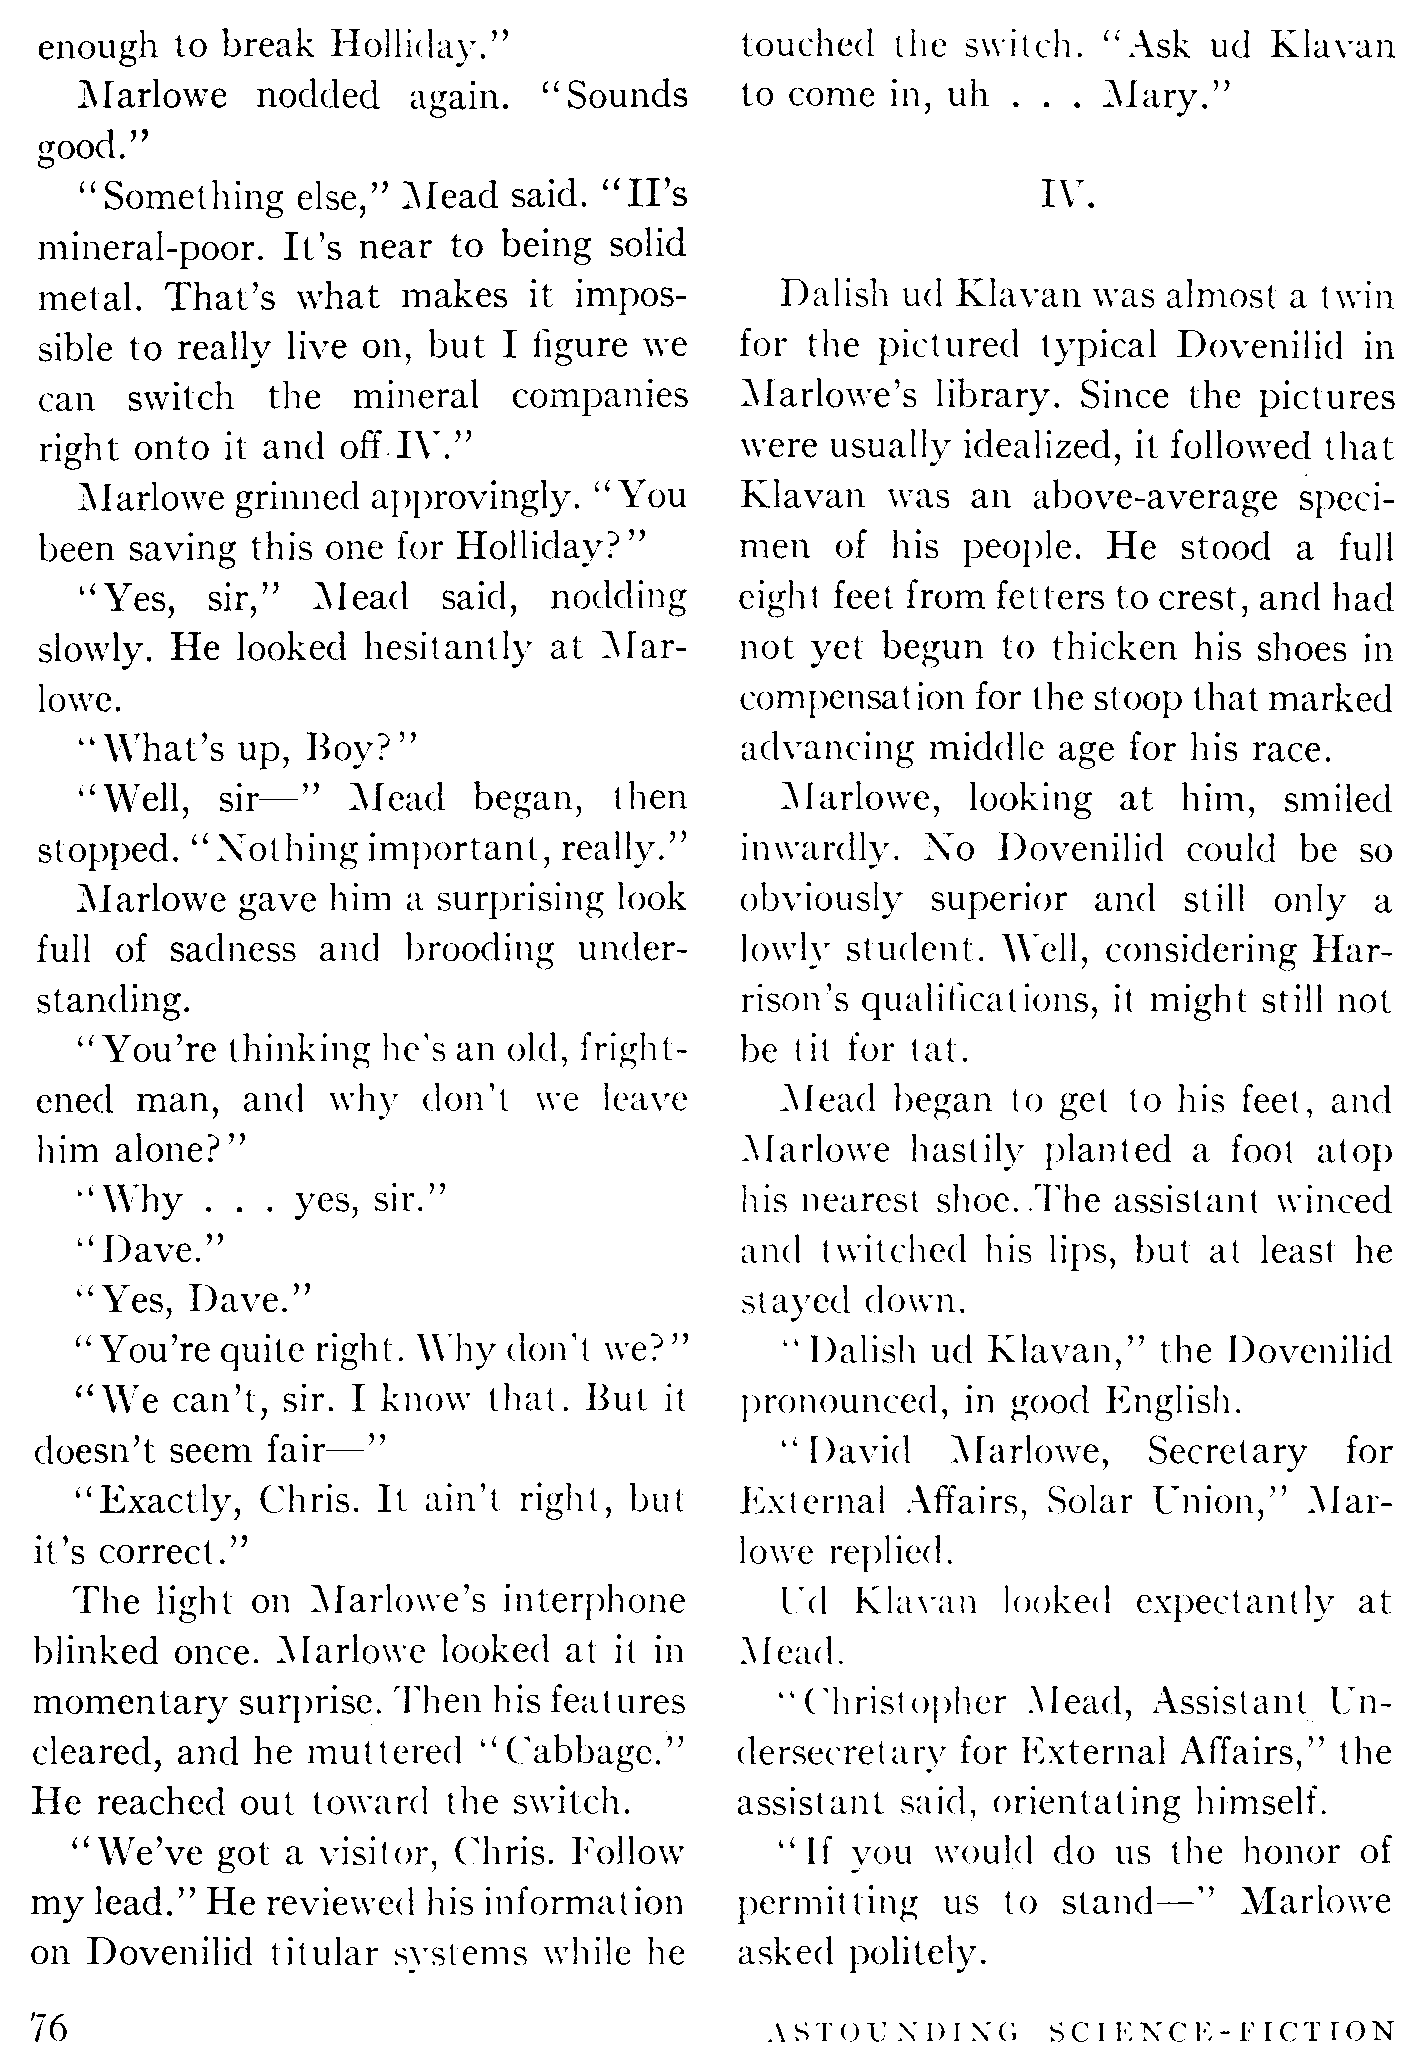 enough to break Holliday.”
Marlowe nodded again. “Sounds
good.”
“Something else,” Mead said. “II’s
mineral-poor. It’s near to being solid
metal. That’s what makes it impos-
sible to really live on, but I figure we
can switch the mineral companies
right onto it and off IV.”
Marlowe grinned approvingly. “You
been saving this one for Holliday?”
“Yes, sir,” Mead said, nodding
slowly. He looked hesitantly at Mar-
lowe.
“What’s up, Boy?”
“Well, sir—” Mead began, then
stopped. “Nothing important, really.”
Marlowe gave him a surprising look
full of sadness and brooding under-
standing.
“You’re thinking he’s an old, fright-
ened man, and why don’t we leave
him alone?”
“Why . . . yes, sir.”
“Dave.”
“Yes, Dave.”
“You’re quite right. Why don’t we?”
“We can’t, sir. I know that. But it
doesn’t seem fair—”
“Exactly, Chris. It ain’t right, but
it’s correct.”
The light on Marlowe’s interphone
blinked once. Marlowe looked at it in
momentary surprise. Then his features
cleared, and he muttered “Cabbage.”
He reached out toward the switch.
“We’ve got a visitor, Chris. Follow
my lead.” He reviewed his information
on Dovenilid titular systems while he
touched the switch. “Ask ud Klavan
to come in, uh . . . Mary.”
IV.
Dalish ud Klavan was almost a twin
for the pictured typical Dovenilid in
Marlowe’s library. Since the pictures
were usually idealized, it followed that
Klavan was an above-average speci-
men of his people. He stood a full
eight feet from fetters to crest, and had
not yet begun to thicken his shoes in
compensation for the stoop that marked
advancing middle age for his race.
Marlowe, looking at him, smiled
inwardly. No Dovenilid could be so
obviously superior and still only a
lowly student. Well, considering Har-
rison’s qualifications, it might still not
be tit for tat.
Mead began to get to his feet, and
Marlowe hastily planted a foot atop
his nearest shoe. The assistant winced
and twitched his lips, but at least he
stayed down.
“Dalish ud Klavan,” the Dovenilid
pronounced, in good English.
“David Marlowe, Secretary for
External Affairs, Solar Union,” Mar-
lowe replied.
Ud Klavan looked expectantly at
Mead.
“Christopher Mead, Assistant Un-
dersecretary for External Affairs,” the
assistant said, orientating himself.
“If you would do us the honor of
permitting us to stand—” Marlowe
asked politely.
76
ASTOUNDING SCIENCE-FICTION